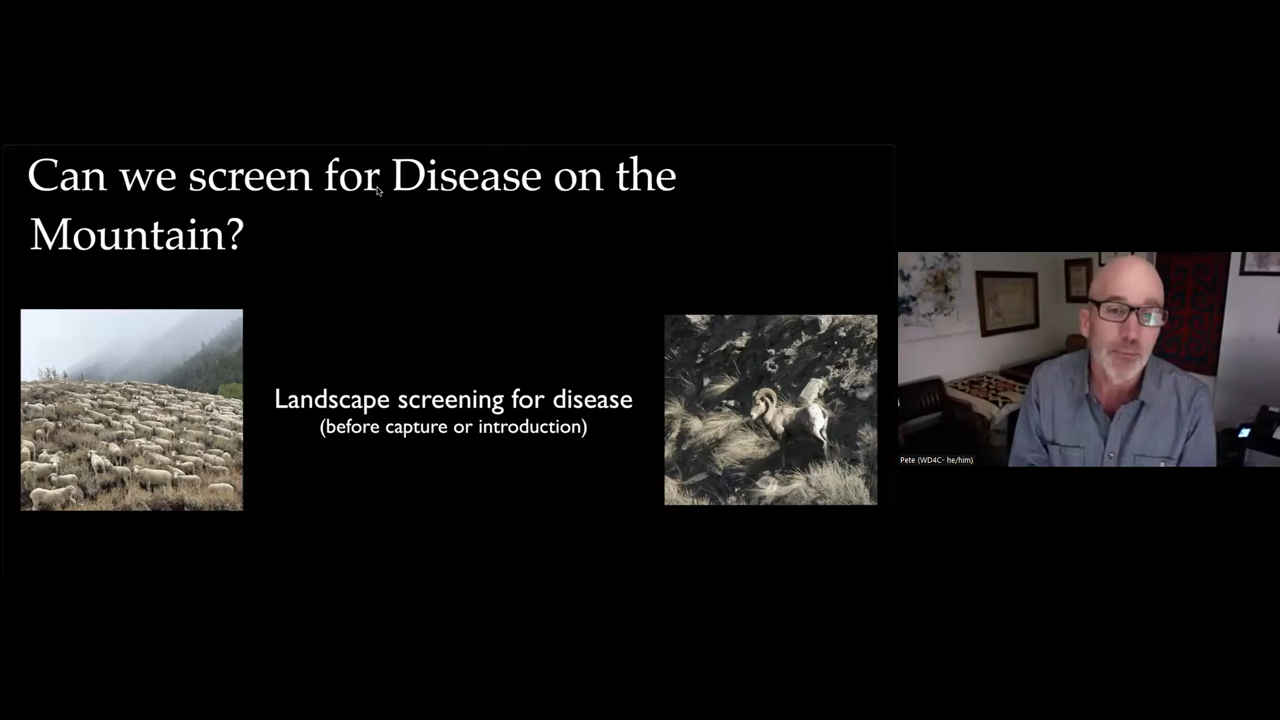 Can we screen for Disease on the
Mountain?
Landscape screening for disease
(before capture or introduction)
Pete (WD4C- he/him)